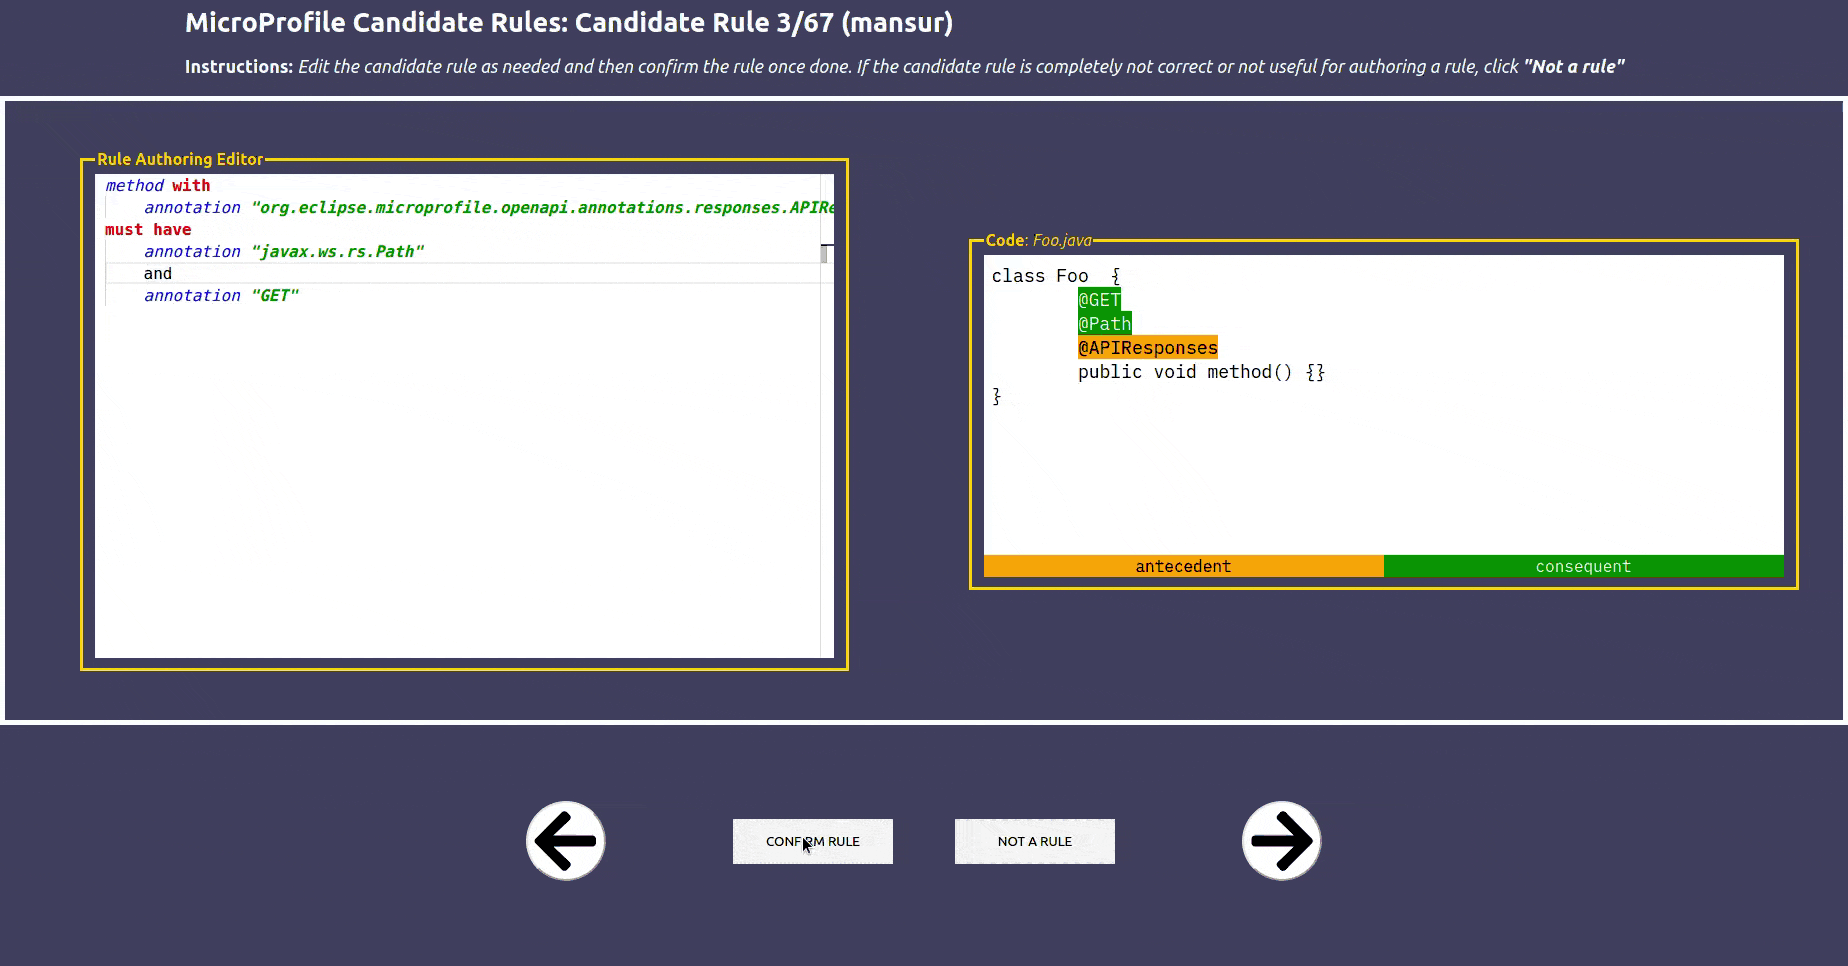 MicroProfile Candidate Rules: Candidate Rule 3/67 (mansur)
Instructions: Edit the candidate rule as needed and then confirm the rule once done. If the candidate rule is completely not correct or not useful for authoring a rule, click "Not a rule"
Rule Authoring Editor
method with
annotation "org.eclipse.microprofile.openapi.annotations.responses.APIRe
must have
annotation "javax.ws.rs.Path"
and
annotation "GET"
Code: Foo.java
class Foo {
@GET
@Path
@APIResponses
public void method() {}
}
antecedent consequent
CONFIRM RULE NOT A RULE